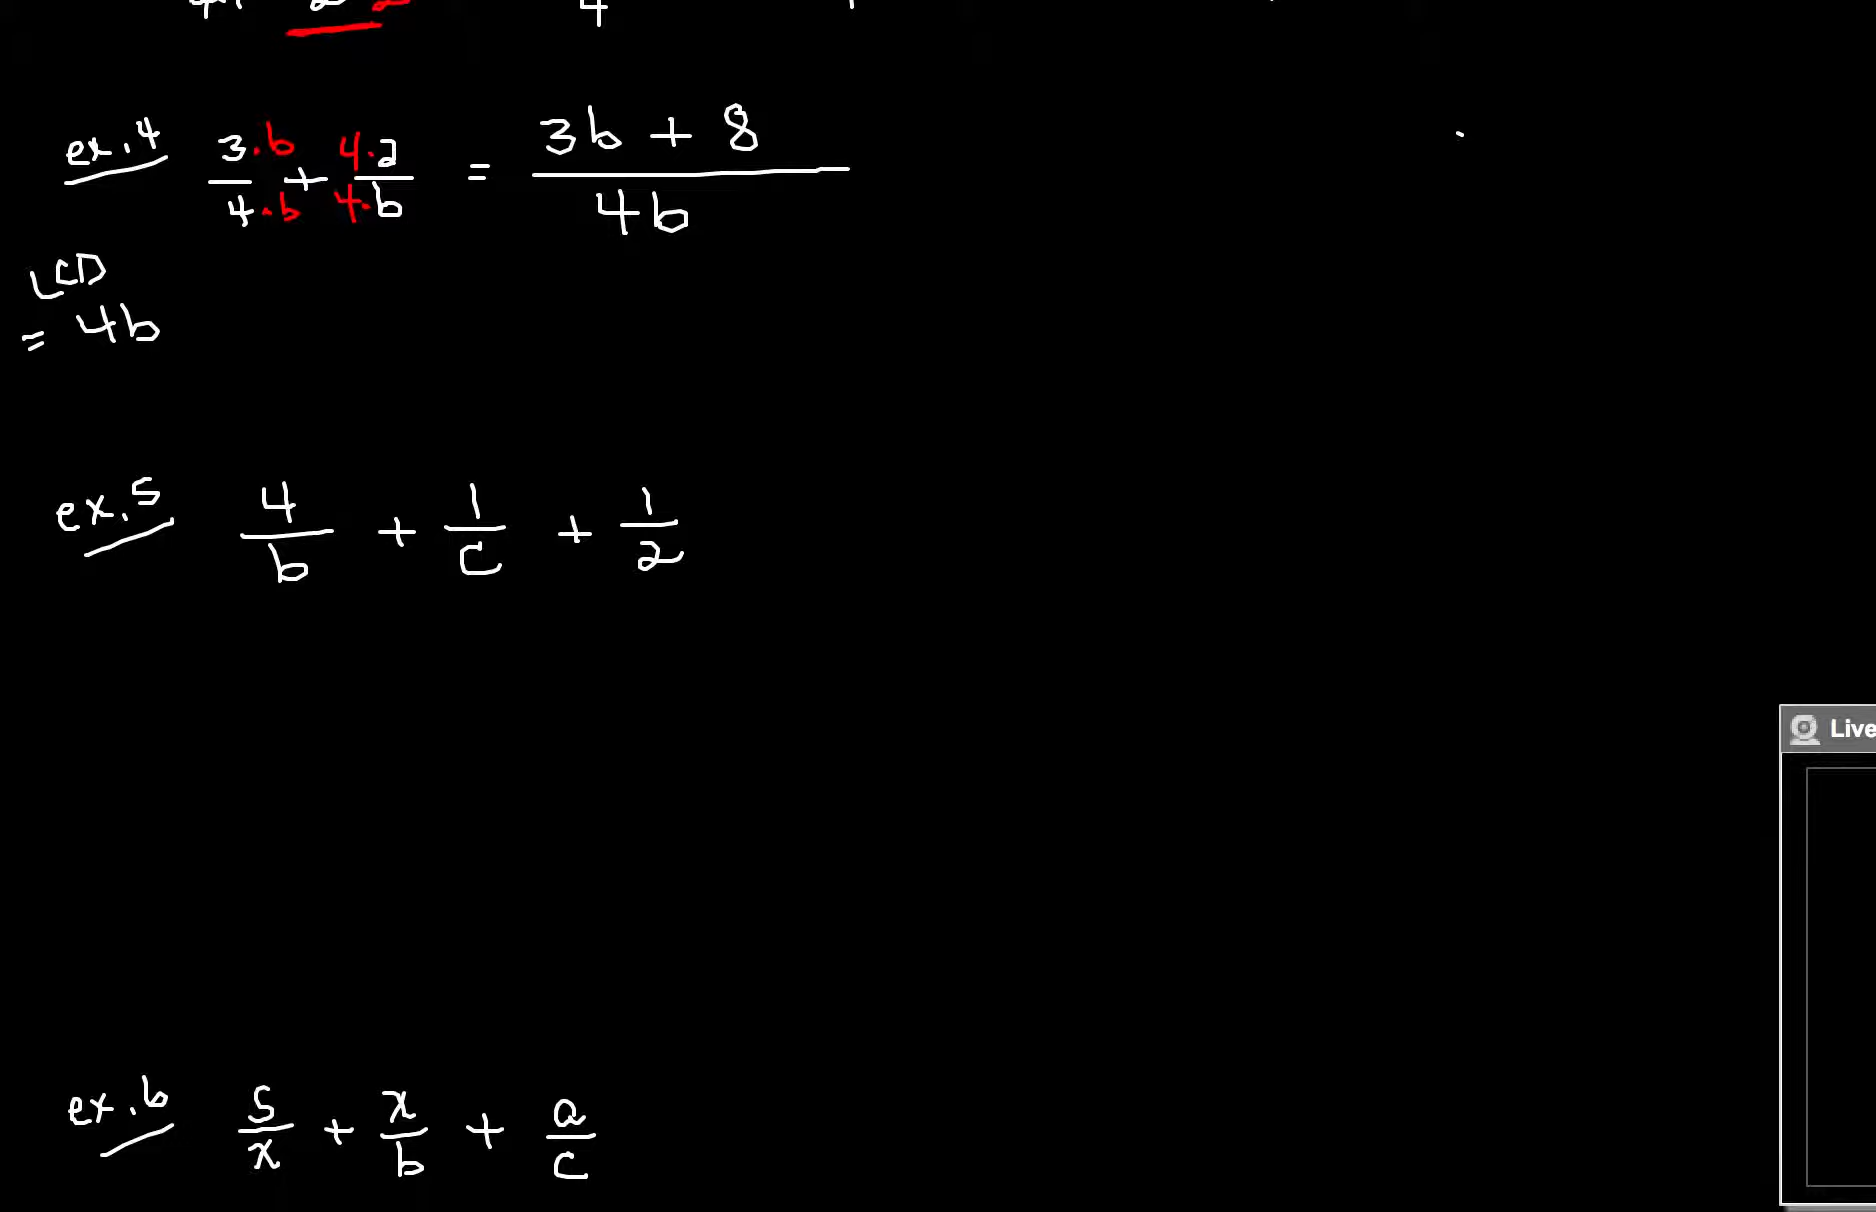 ex.4 3·b/4·b + 4·2/4·b = 3b + 8/4b
LCD
= 4b
ex.5 4/b + 1/c + 1/2
Live
ex.6 5/x + x/b + a/c